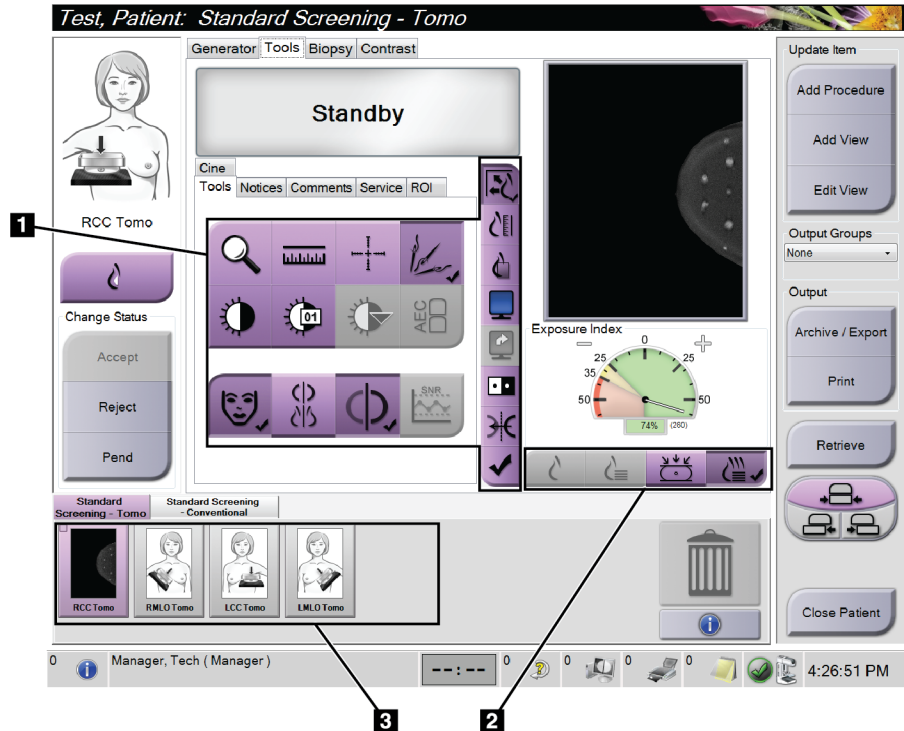 Test, Patient: Standard Screening - Tomo
Generator Tools Biopsy Contrast
Standby
Cine
Tools Notices Comments Service ROI
RCC Tomo
1
01
AEC
SNR
Change Status
Accept
Reject
Pend
Exposure Index
0
25 25
35
50 50
74% (260)
Update Item
Add Procedure
Add View
Edit View
Output Groups
None
Output
Archive / Export
Print
Retrieve
Close Patient
Standard
Screening - Tomo
Standard Screening
- Conventional
RCC Tomo RMLO Tomo LCC Tomo LMLO Tomo
0 Manager, Tech ( Manager ) --:-- 0 0 0 0 4:26:51 PM
3 2